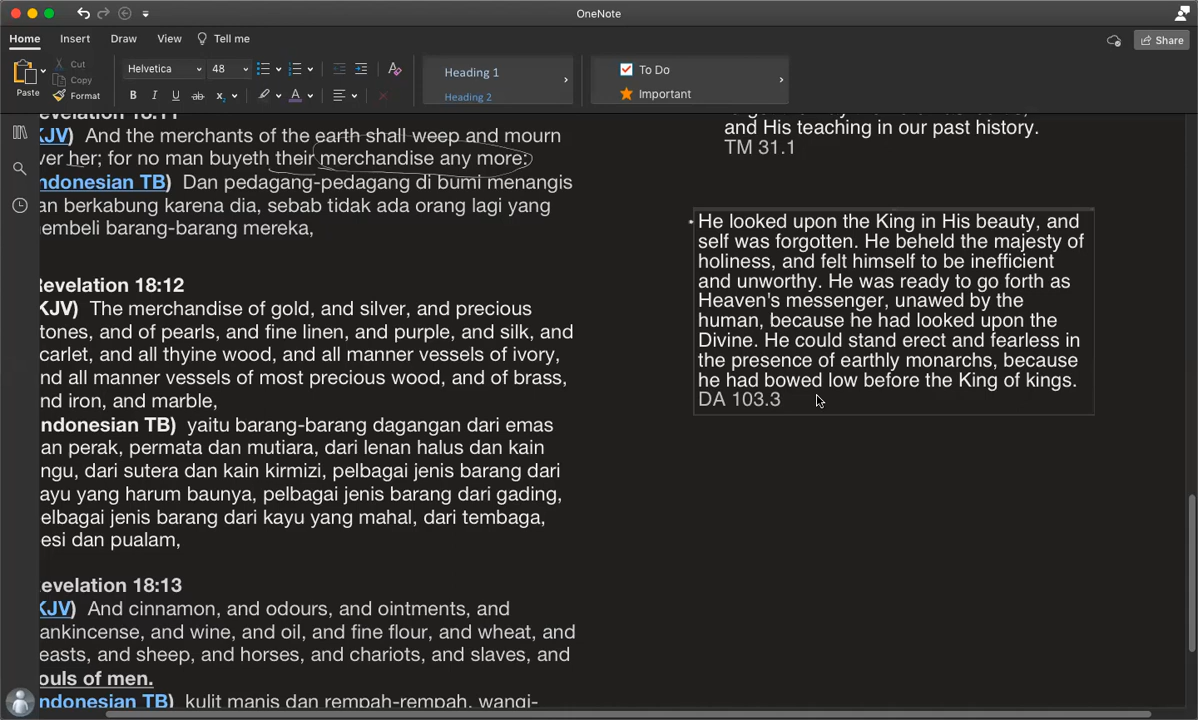 OneNote
Home Insert Draw View Tell me
Share
Paste
Cut
Copy
Format
Helvetica 48
B I U ab X2 A
Heading 1
Heading 2
To Do
Important
(KJV) And the merchants of the earth shall weep and mourn
ver her; for no man buyeth their merchandise any more:
ndonesian TB) Dan pedagang-pedagang di bumi menangis
an berkabung karena dia, sebab tidak ada orang lagi yang
embeli barang-barang mereka,
Revelation 18:12
KJV) The merchandise of gold, and silver, and precious
tones, and of pearls, and fine linen, and purple, and silk, and
carlet, and all thyine wood, and all manner vessels of ivory,
nd all manner vessels of most precious wood, and of brass,
nd iron, and marble,
ndonesian TB) yaitu barang-barang dagangan dari emas
an perak, permata dan mutiara, dari lenan halus dan kain
ngu, dari sutera dan kain kirmizi, pelbagai jenis barang dari
ayu yang harum baunya, pelbagai jenis barang dari gading,
elbagai jenis barang dari kayu yang mahal, dari tembaga,
esi dan pualam,
evelation 18:13
KJV) And cinnamon, and odours, and ointments, and
ankincense, and wine, and oil, and fine flour, and wheat, and
easts, and sheep, and horses, and chariots, and slaves, and
ouls of men.
ndonesian TB) kulit manis dan rempah-rempah, wangi-
and His teaching in our past history.
TM 31.1
He looked upon the King in His beauty, and
self was forgotten. He beheld the majesty of
holiness, and felt himself to be inefficient
and unworthy. He was ready to go forth as
Heaven's messenger, unawed by the
human, because he had looked upon the
Divine. He could stand erect and fearless in
the presence of earthly monarchs, because
he had bowed low before the King of kings.
DA 103.3